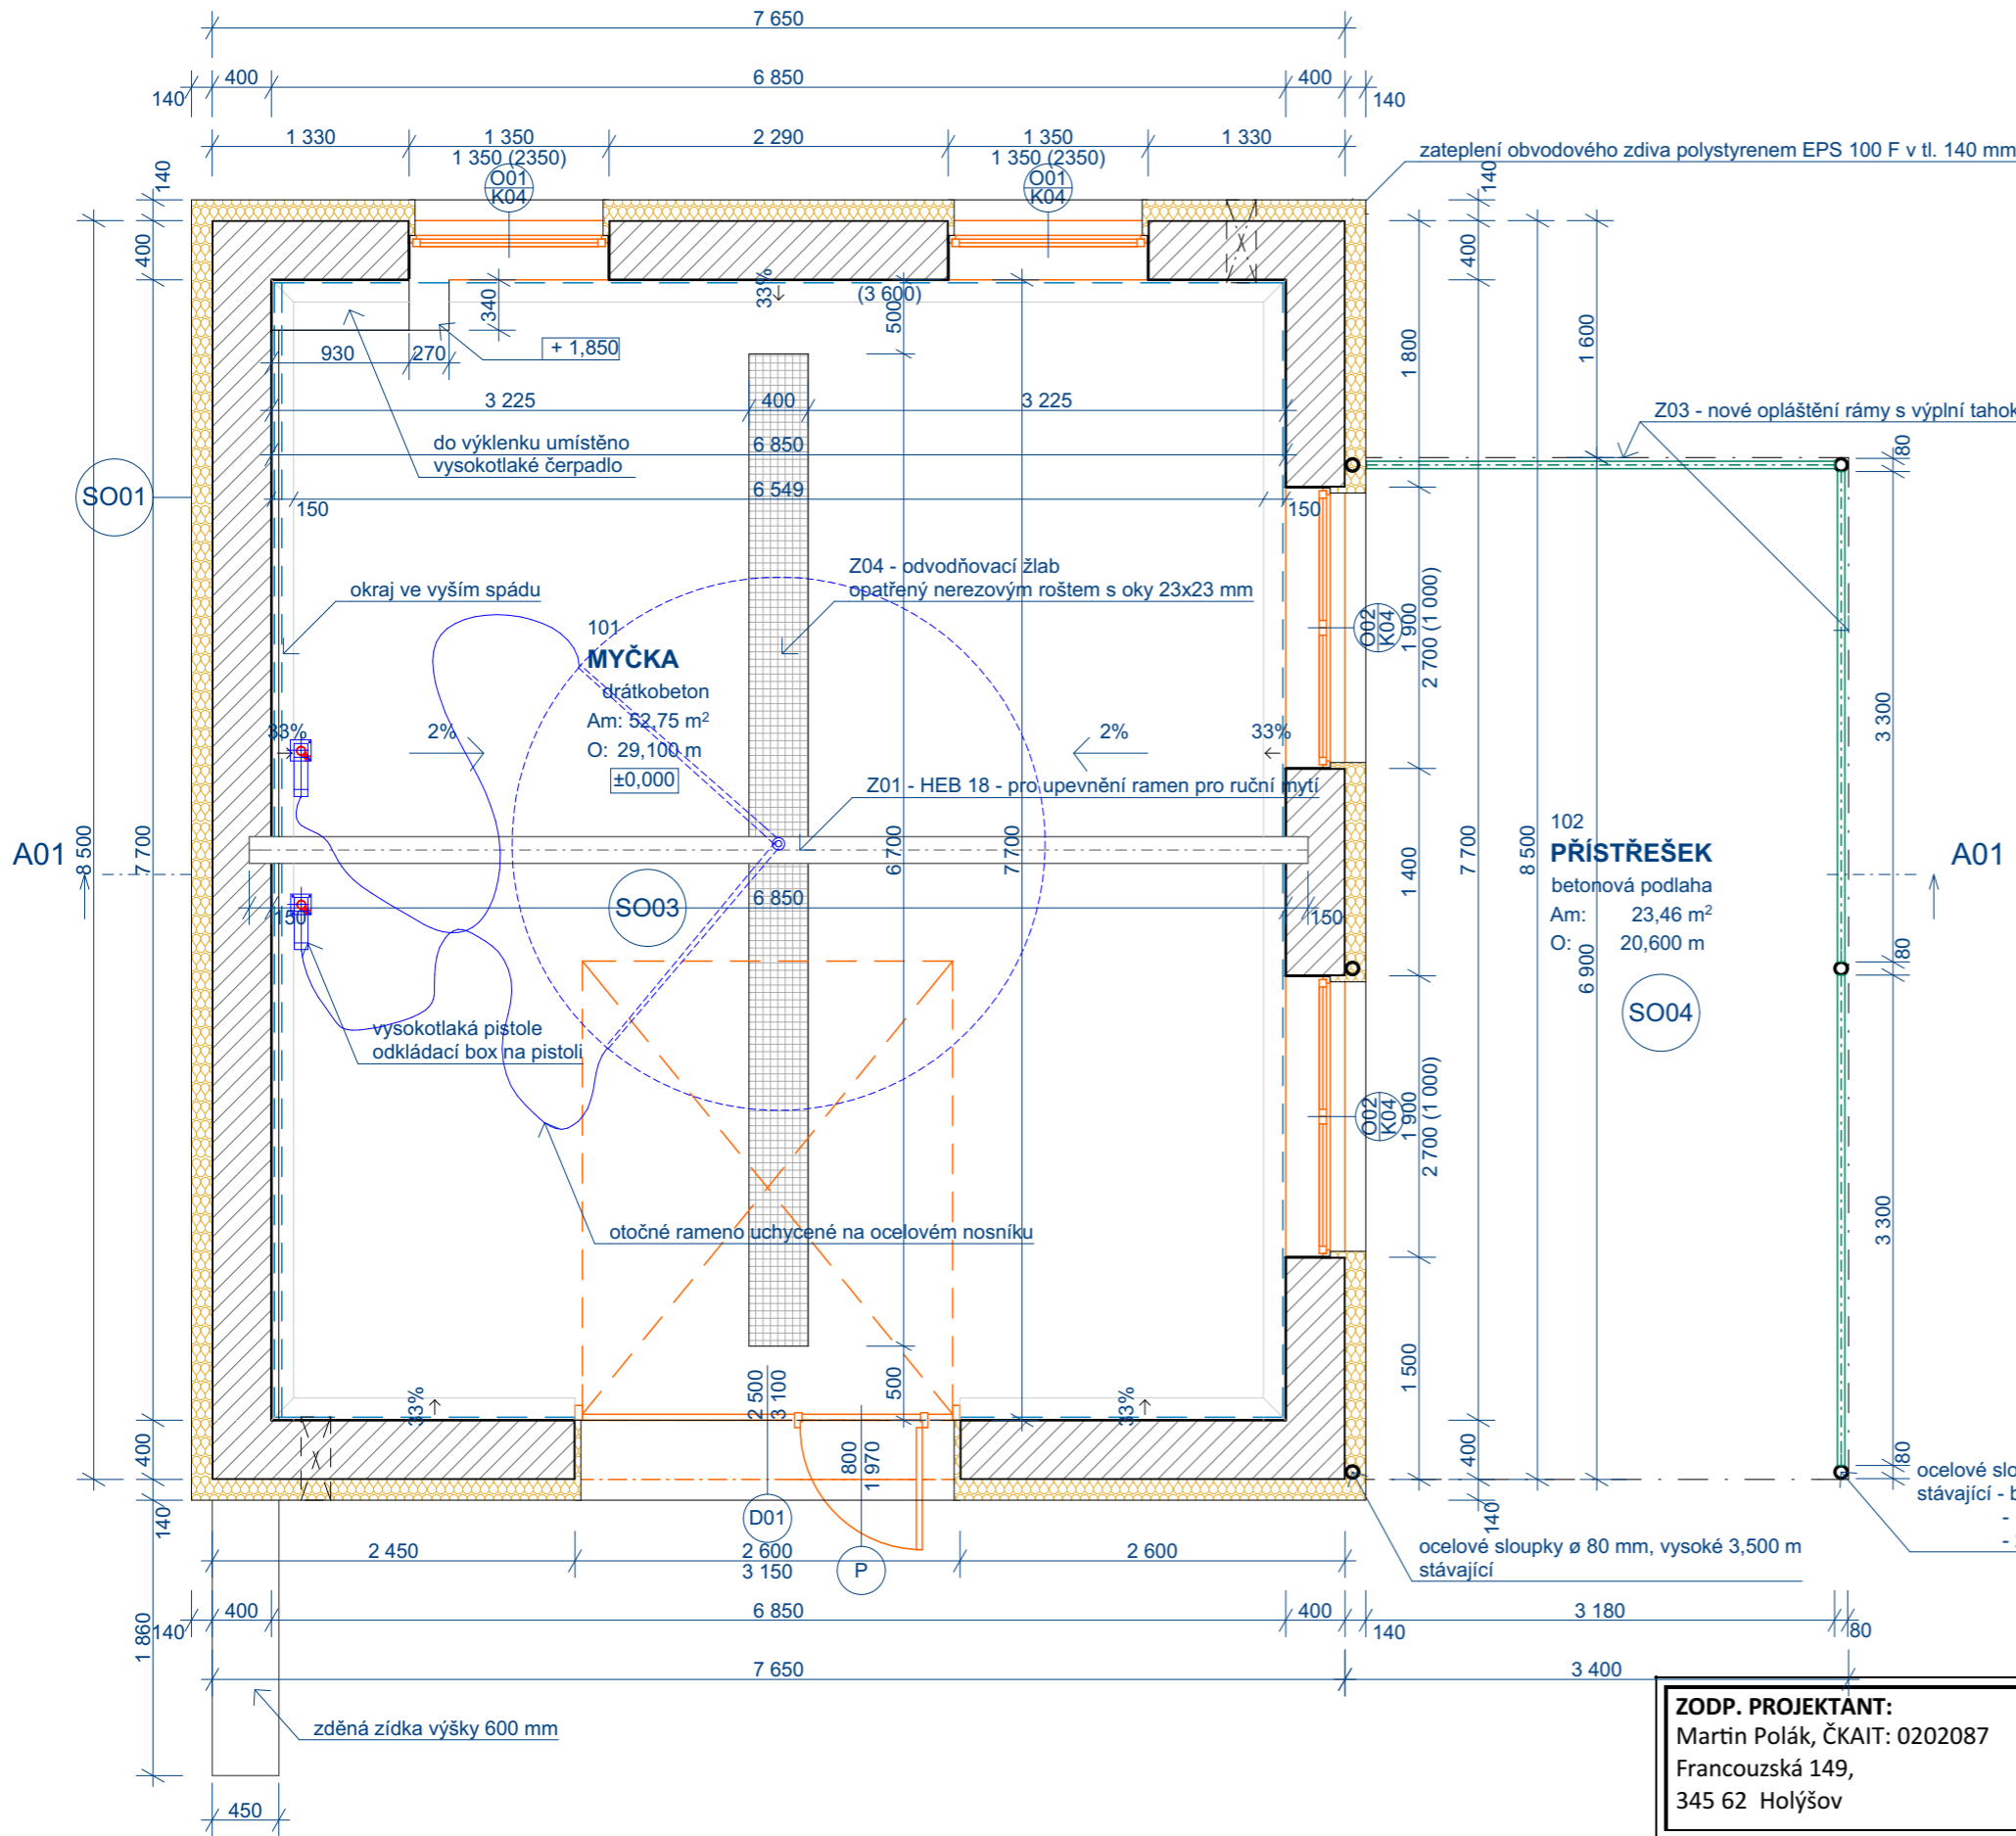 7 650
400
6 850
400
140
140
1 330
1 350
2 290
1 350
1 330
1 350 (2350)
1 350 (2350)
O01
K04
O01
K04
zateplení obvodového zdiva polystyrenem EPS 100 F v tl. 140 mm
140
140
400
400
33%
(3 600)
340
500
+ 1,850
930
270
1 800
1 600
3 225
400
3 225
Z03 - nové opláštění rámy s výplní
80
do výklenku umístěno
vysokotlaké čerpadlo
6 850
6 549
150
150
SO01
Z04 - odvodňovací žlab
opatřený nerezovým roštem s oky 23x23 mm
okraj ve vyším spádu
O02
K04
1 900
2 700 (1 000)
101
MYČKA
drátkobeton
Am: 52,75 m²
O: 29,100 m
±0,000
3 300
33%
2%
2%
33%
Z01 - HEB 18 - pro upevnění ramen pro ruční mytí
A01
8 500
7 700
6 700
7 700
1 400
7 700
8 500
6 900
102
PŘÍSTŘEŠEK
betonová podlaha
Am: 23,46 m²
O: 20,600 m
A01
150
SO03
6 850
150
80
SO04
vysokotlaká pistole
odkládací box na pistoli
O02
K04
1 900
2 700 (1 000)
otočné rameno uchycené na ocelovém nosníku
3 300
33%
2 500
3 100
500
33%
1 500
400
800
1 970
400
80
ocelové
stávající -
-
-
140
D01
140
2 450
2 600
3 150
2 600
P
ocelové sloupky ø 80 mm, vysoké 3,500 m
stávající
1 860
140
400
6 850
400
140
3 180
80
7 650
3 400
zděná zídka výšky 600 mm
450
ZODP. PROJEKTANT:
Martin Polák, ČKAIT: 0202087
Francouzská 149,
345 62 Holýšov